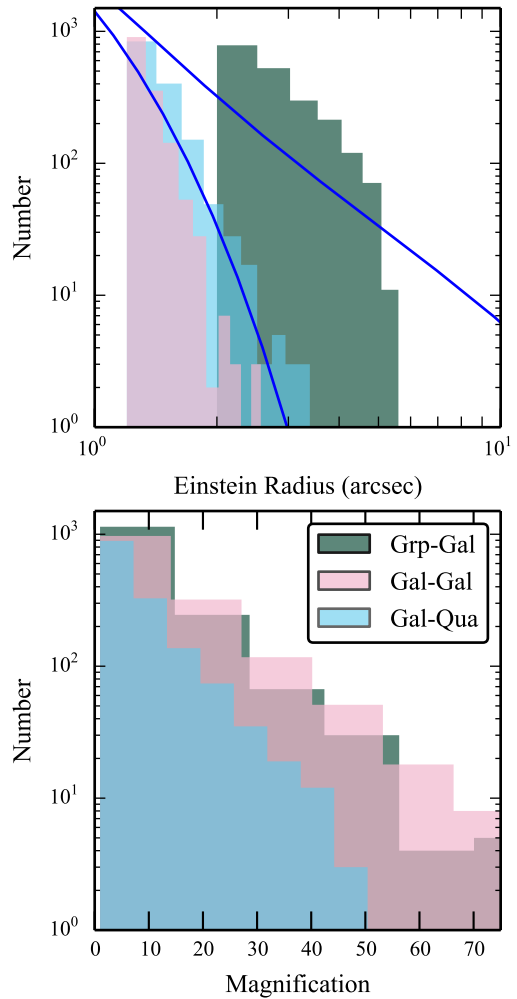 10³
10²
10¹
10⁰
Number
10⁰
10¹
Einstein Radius (arcsec)
10³
10²
10¹
10⁰
Number
Grp-Gal
Gal-Gal
Gal-Qua
0 10 20 30 40 50 60 70
Magnification